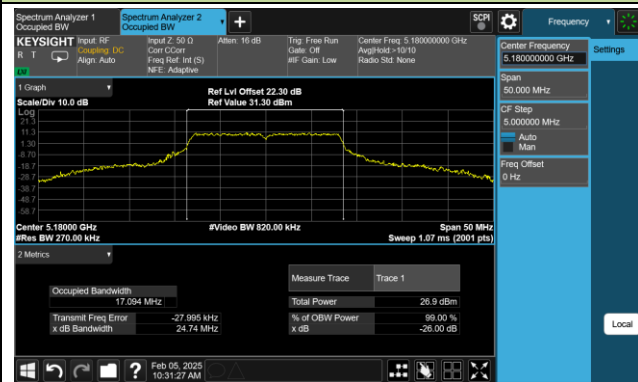 Spectrum Analyzer 1
Occupied BW
Spectrum Analyzer 2
Occupied BW
SCPI
Frequency
KEYSIGHT
R T
LW
Input: RF
Coupling: DC
Align: Auto
Input Z: 50 Ω
Corr CCorr
Freq Ref: Int (S)
NFE: Adaptive
Atten: 16 dB
Trig: Free Run
Gate: Off
#IF Gain: Low
Center Freq: 5.180000000 GHz
Avg|Hold:>10/10
Radio Std: None
Center Frequency
5.180000000 GHz
Settings
Span
50.000 MHz
CF Step
5.000000 MHz
Auto
Man
Freq Offset
0 Hz
Local
1 Graph
Scale/Div 10.0 dB
Ref Lvl Offset 22.30 dB
Ref Value 31.30 dBm
Log
21.3
11.3
1.30
-8.70
-18.7
-28.7
-38.7
-48.7
-58.7
Center 5.18000 GHz
#Res BW 270.00 kHz
#Video BW 820.00 kHz
Span 50 MHz
Sweep 1.07 ms (2001 pts)
2 Metrics
Occupied Bandwidth
17.094 MHz
Transmit Freq Error -27.995 kHz
x dB Bandwidth 24.74 MHz
Measure Trace Trace 1
Total Power 26.9 dBm
% of OBW Power 99.00 %
x dB -26.00 dB
Feb 05, 2025
10:31:27 AM